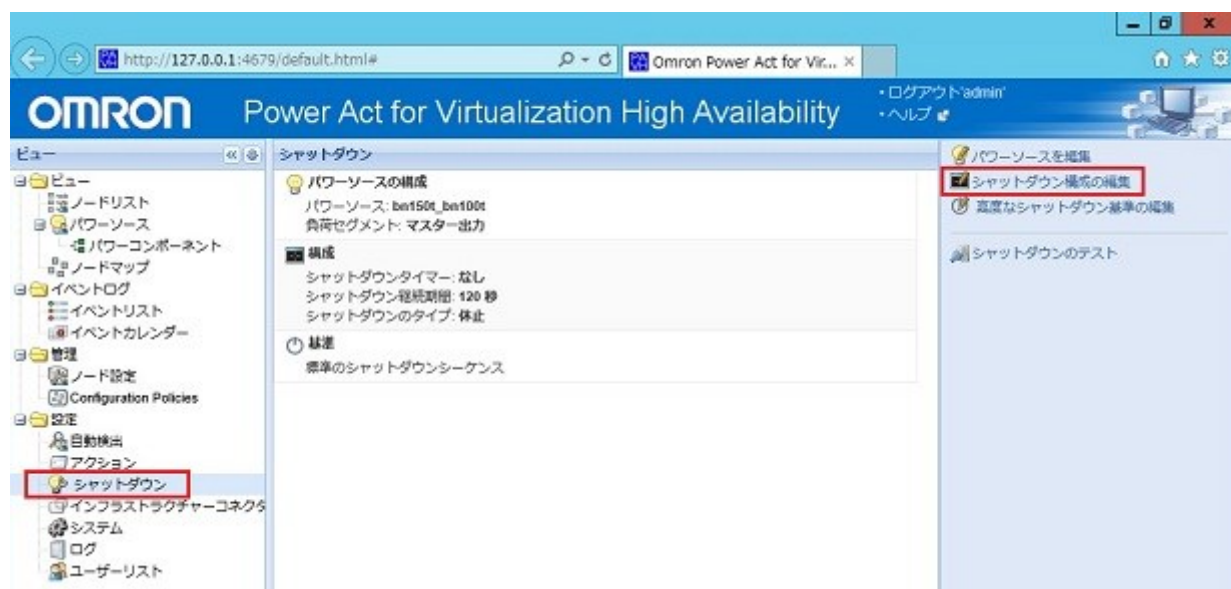 http://127.0.0.1:4679/default.html#
Omron Power Act for Vir...
OMRON
Power Act for Virtualization High Availability
・ログアウト'admin'
・ヘルプ
ビュー
ビュー
ノードリスト
パワーソース
パワーコンポーネント
ノードマップ
イベントログ
イベントリスト
イベントカレンダー
管理
ノード設定
Configuration Policies
設定
自動検出
アクション
シャットダウン
インフラストラクチャーコネクタ
システム
ログ
ユーザーリスト
シャットダウン
パワーソースの構成
パワーソース: bn150t_bn100t
負荷セグメント: マスター出力
構成
シャットダウンタイマー: なし
シャットダウン継続期間: 120 秒
シャットダウンのタイプ: 休止
基準
標準のシャットダウンシーケンス
パワーソースを編集
シャットダウン構成の編集
高度なシャットダウン基準の編集
シャットダウンのテスト